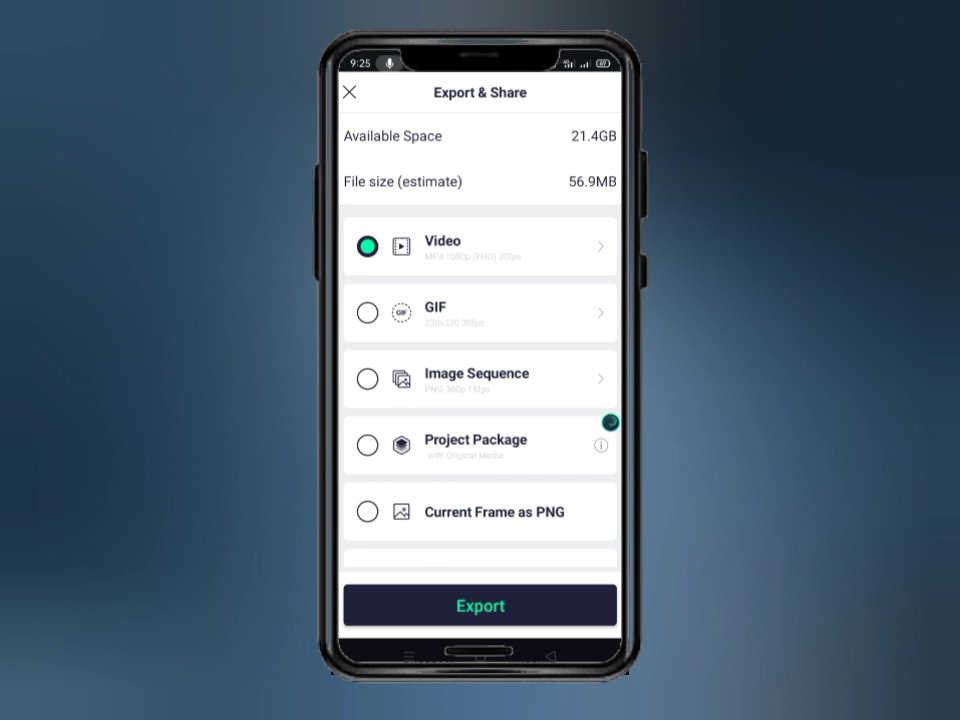 9:25
Export & Share
Available Space 21.4GB
File size (estimate) 56.9MB
Video
MP4 1080p (FHD) 30fps
GIF
GIF
320x320 30fps
Image Sequence
PNG 360p 15fps
Project Package
with Original Media
Current Frame as PNG
Export